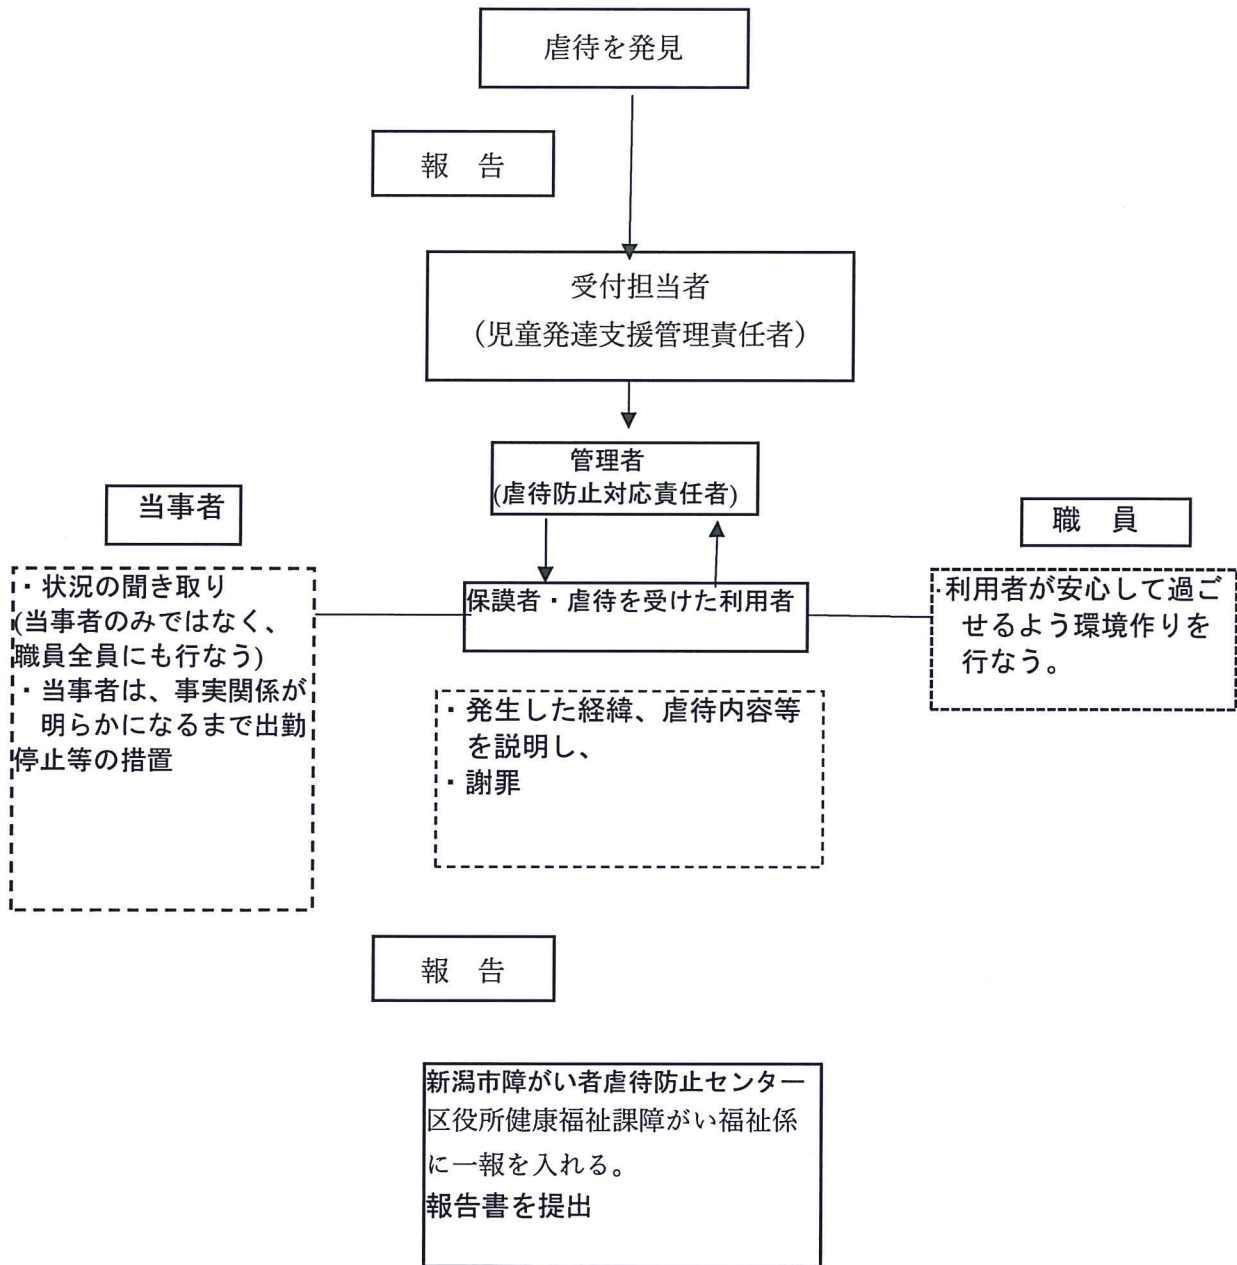 虐待を発見
報　告
受付担当者
（児童発達支援管理責任者）
管理者
(虐待防止対応責任者)
当事者
・状況の聞き取り
(当事者のみではなく、
職員全員にも行なう)
・当事者は、事実関係が
明らかになるまで出勤
停止等の措置
保護者・虐待を受けた利用者
・発生した経緯、虐待内容等
を説明し、
・謝罪
職　員
・利用者が安心して過ご
せるよう環境作りを
行なう。
報　告
新潟市障がい者虐待防止センター
区役所健康福祉課障がい福祉係
に一報を入れる。
報告書を提出